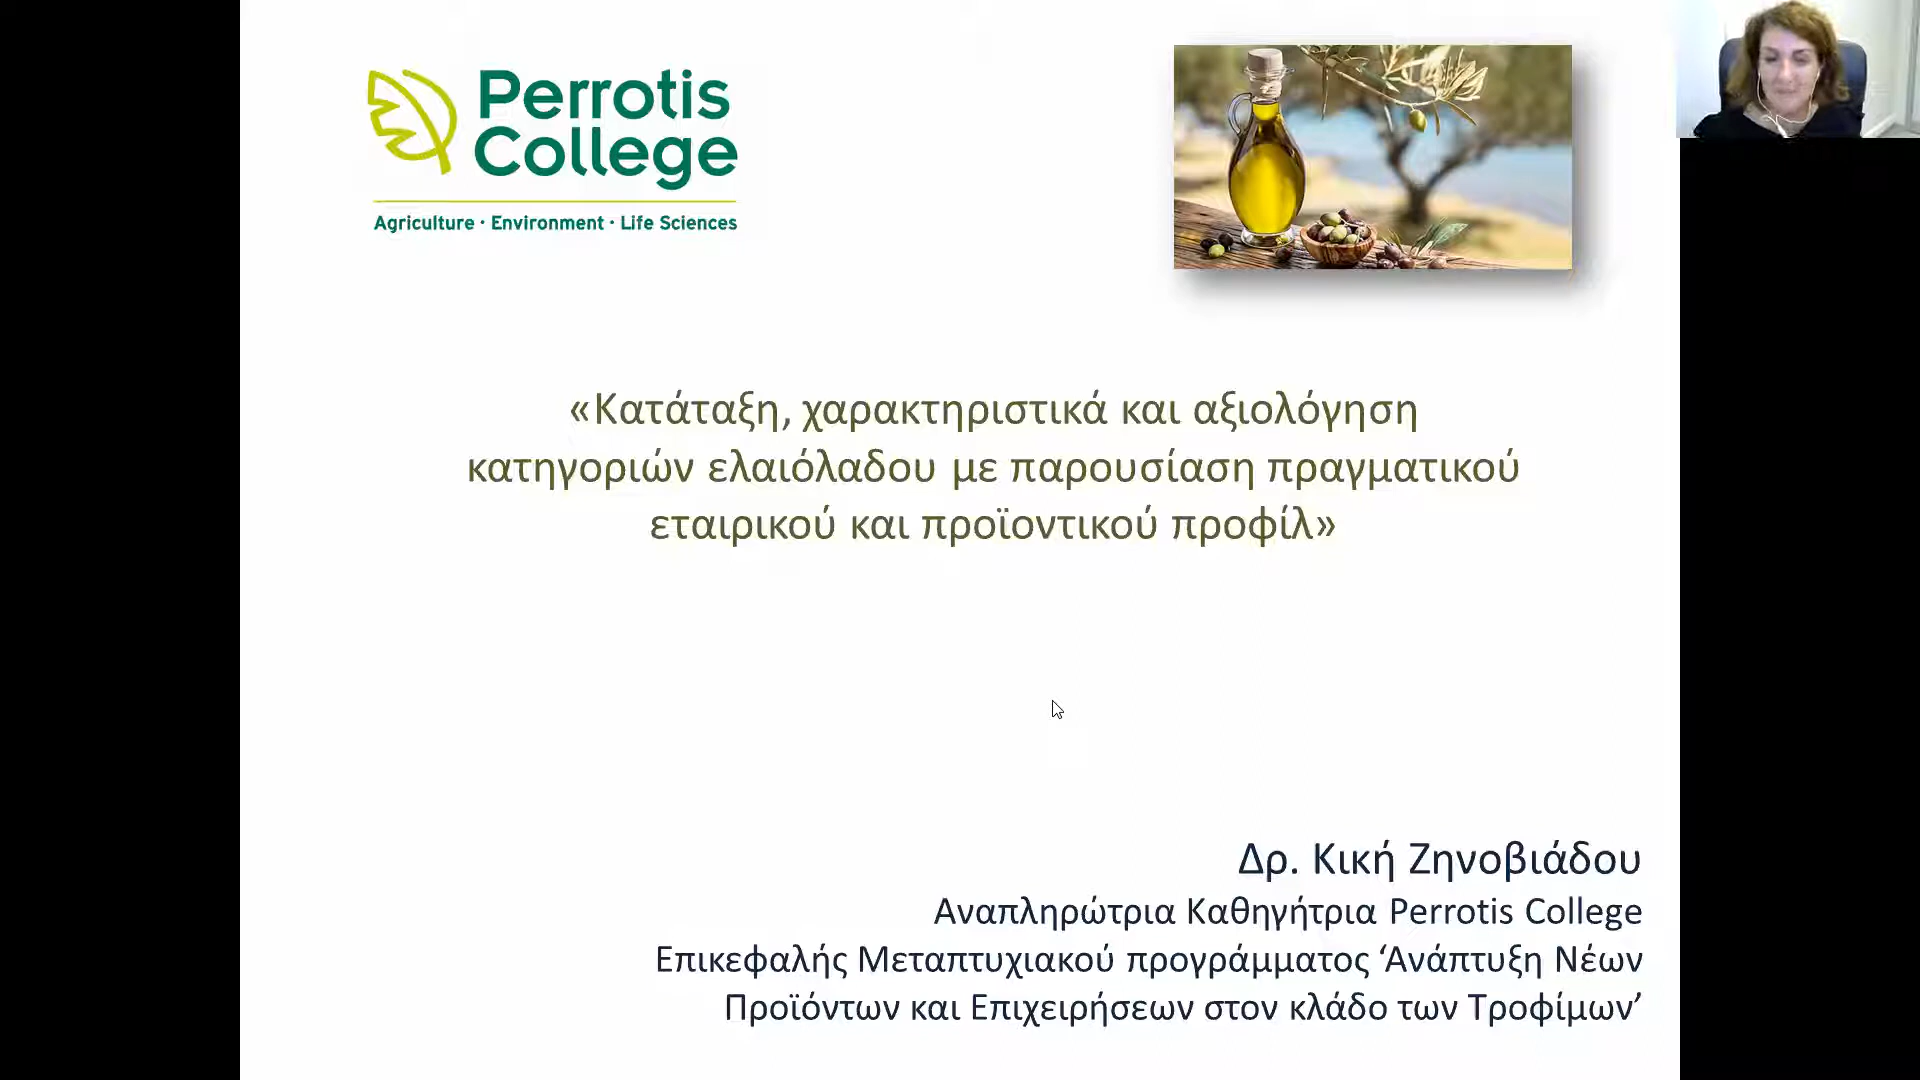 Perrotis
College
Agriculture · Environment · Life Sciences
«Κατάταξη, χαρακτηριστικά και αξιολόγηση
κατηγοριών ελαιόλαδου με παρουσίαση πραγματικού
εταιρικού και προϊοντικού προφίλ»
Δρ. Κική Ζηνοβιάδου
Αναπληρώτρια Καθηγήτρια Perrotis College
Επικεφαλής Μεταπτυχιακού προγράμματος ‘Ανάπτυξη Νέων
Προϊόντων και Επιχειρήσεων στον κλάδο των Τροφίμων’